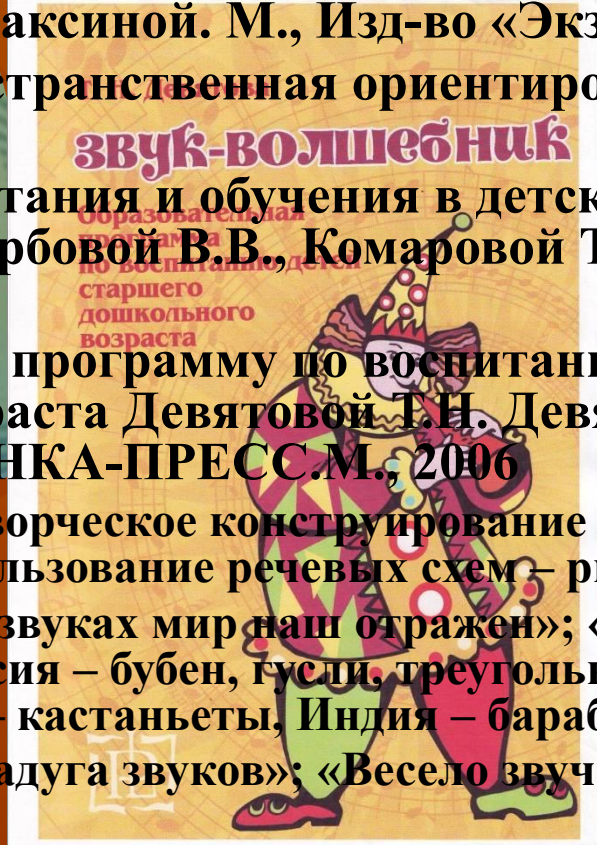 аксиной. М., Изд-во «Экз
странственная ориентиро
звук-волшебник
тания и обучения в детск
Образовательная
рбовой В.В., Комаровой Т
программа
по воспитанию детей
старшего
дошкольного
возраста
программу по воспитани
раста Девятовой Т.Н. Девя
НКА-ПРЕСС.М., 2006
ворческое конструирование
льзование речевых схем – ри
звуках мир наш отражен»; «
сия – бубен, гусли, треуголь
– кастаньеты, Индия – бараб
адуга звуков»; «Весело звуч